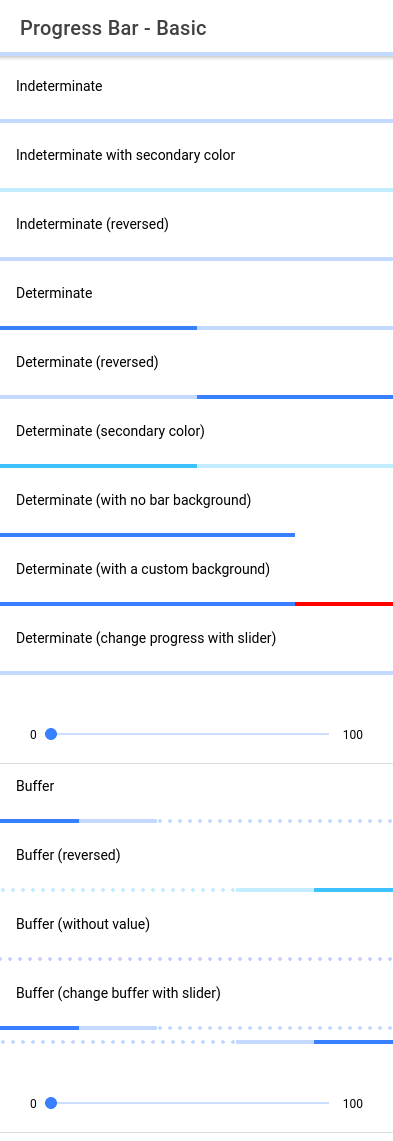 Progress Bar - Basic
Indeterminate
Indeterminate with secondary color
Indeterminate (reversed)
Determinate
Determinate (reversed)
Determinate (secondary color)
Determinate (with no bar background)
Determinate (with a custom background)
Determinate (change progress with slider)
0 100
Buffer
Buffer (reversed)
Buffer (without value)
Buffer (change buffer with slider)
0 100